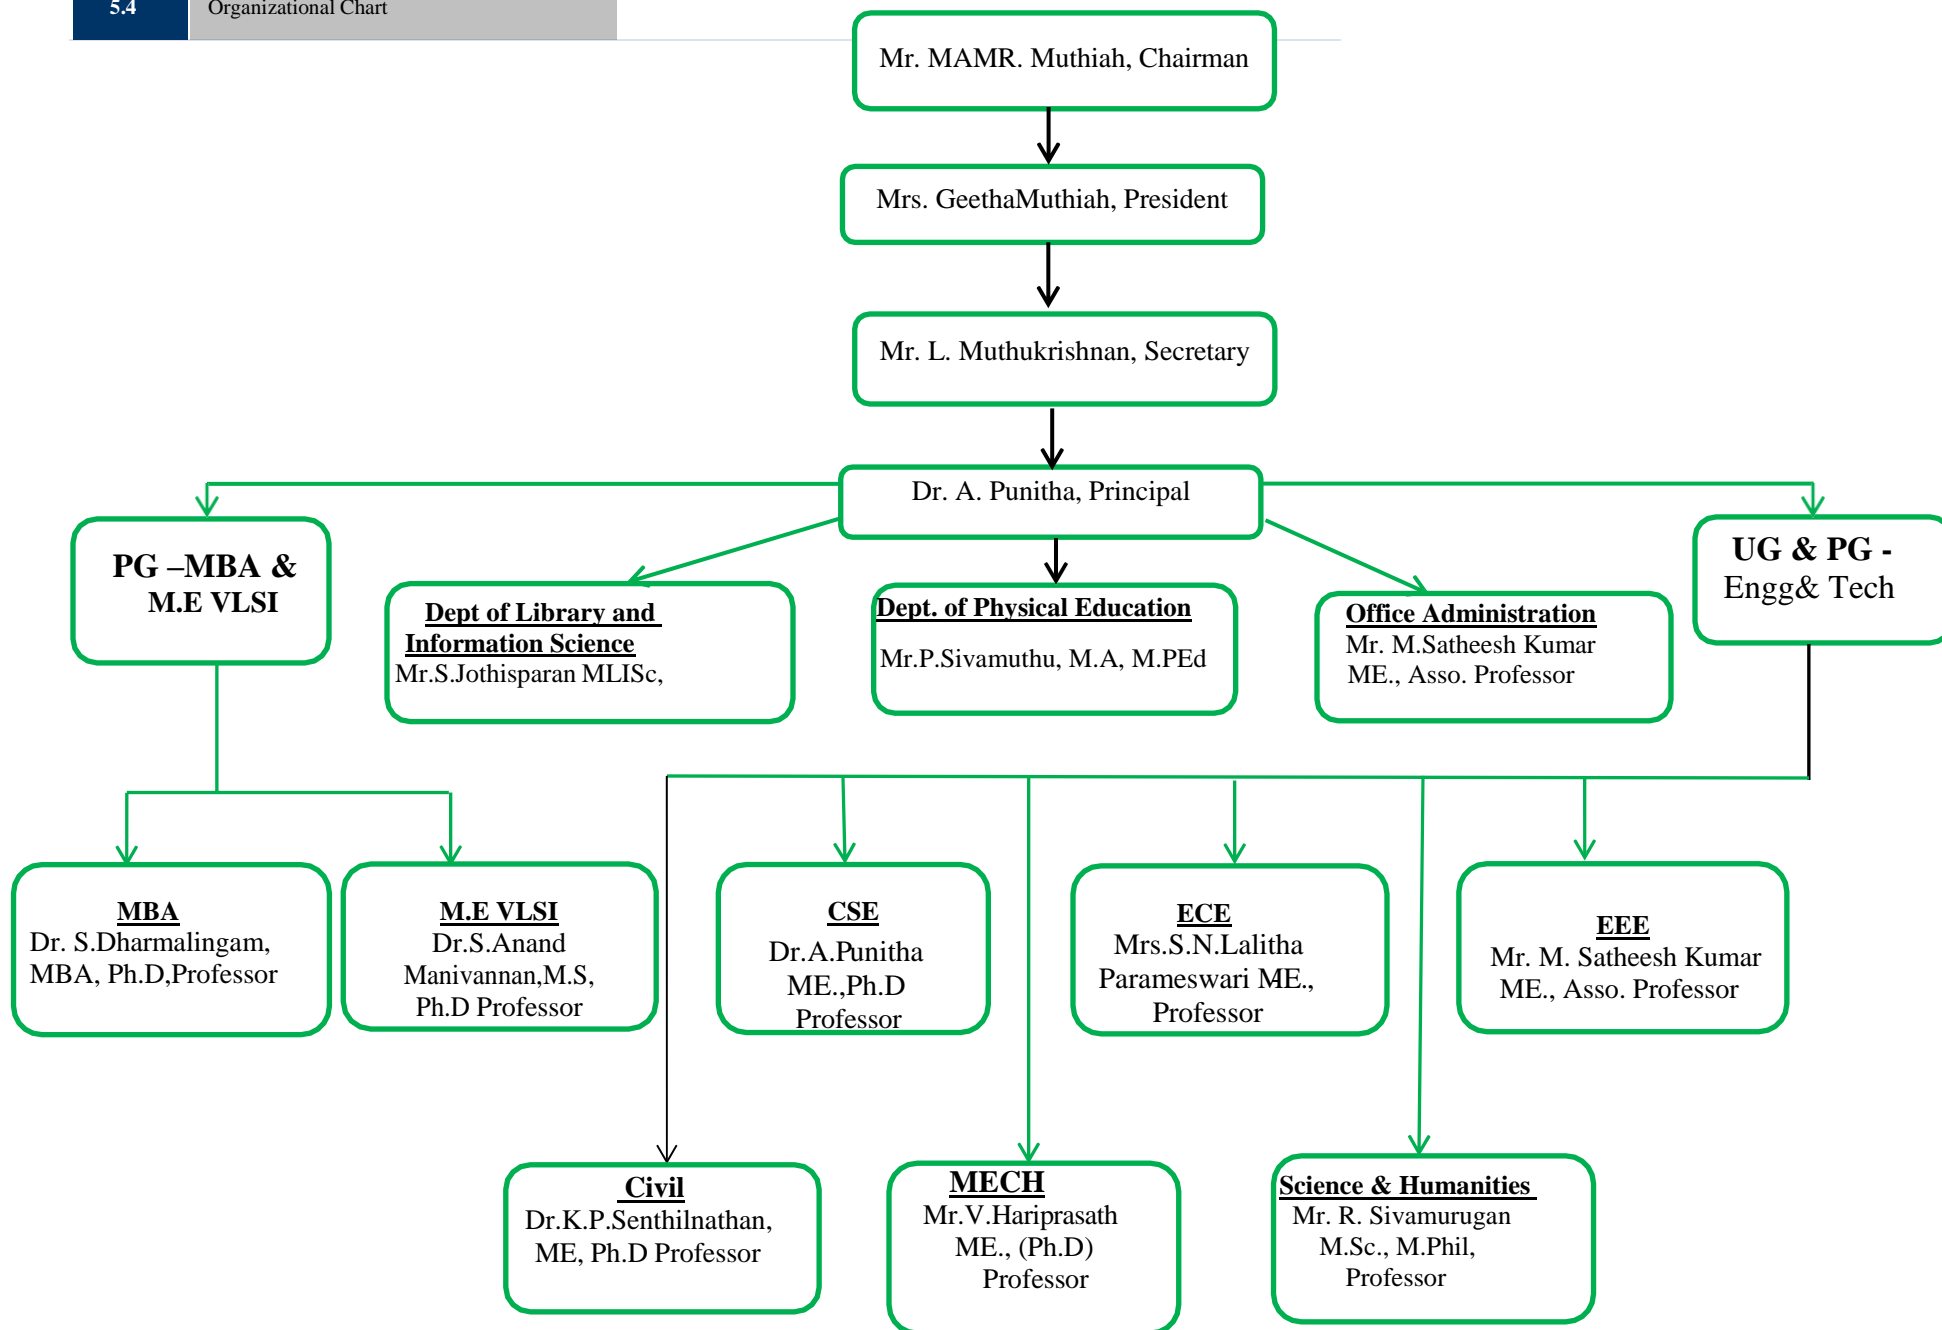 5.4 Organizational Chart
Mr. MAMR. Muthiah, Chairman
Mrs. GeethaMuthiah, President
Mr. L. Muthukrishnan, Secretary
Dr. A. Punitha, Principal
PG –MBA &
M.E VLSI
Dept of Library and
Information Science
Mr.S.Jothisparan MLISc,
Dept. of Physical Education
Mr.P.Sivamuthu, M.A, M.PEd
Office Administration
Mr. M.Satheesh Kumar
ME., Asso. Professor
UG & PG -
Engg& Tech
MBA
Dr. S.Dharmalingam,
MBA, Ph.D,Professor
M.E VLSI
Dr.S.Anand
Manivannan,M.S,
Ph.D Professor
CSE
Dr.A.Punitha
ME.,Ph.D
Professor
ECE
Mrs.S.N.Lalitha
Parameswari ME.,
Professor
EEE
Mr. M. Satheesh Kumar
ME., Asso. Professor
Civil
Dr.K.P.Senthilnathan,
ME, Ph.D Professor
MECH
Mr.V.Hariprasath
ME., (Ph.D)
Professor
Science & Humanities
Mr. R. Sivamurugan
M.Sc., M.Phil,
Professor